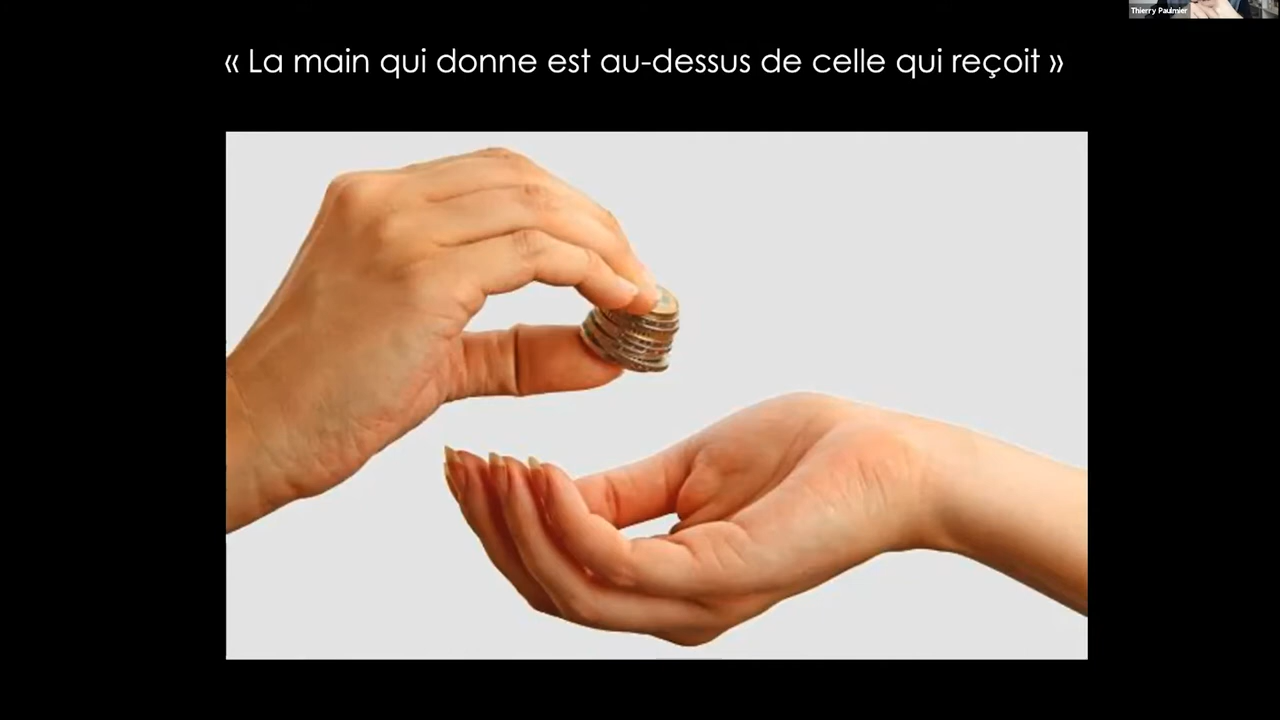 Thierry Paulmier
« La main qui donne est au-dessus de celle qui reçoit »